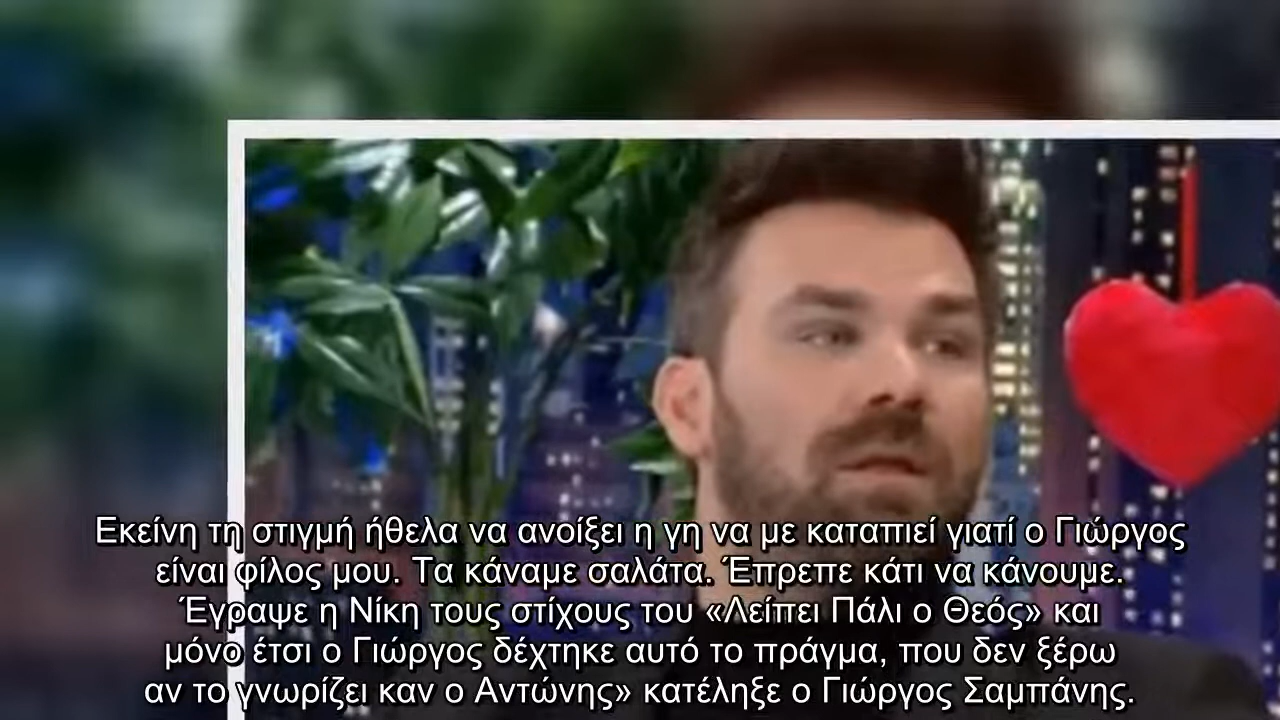 Εκείνη τη στιγμή ήθελα να ανοίξει η γη να με καταπιεί γιατί ο Γιώργος
είναι φίλος μου. Τα κάναμε σαλάτα. Έπρεπε κάτι να κάνουμε.
Έγραψε η Νίκη τους στίχους του «Λείπει Πάλι ο Θεός» και
μόνο έτσι ο Γιώργος δέχτηκε αυτό το πράγμα, που δεν ξέρω
αν το γνωρίζει καν ο Αντώνης» κατέληξε ο Γιώργος Σαμπάνης.